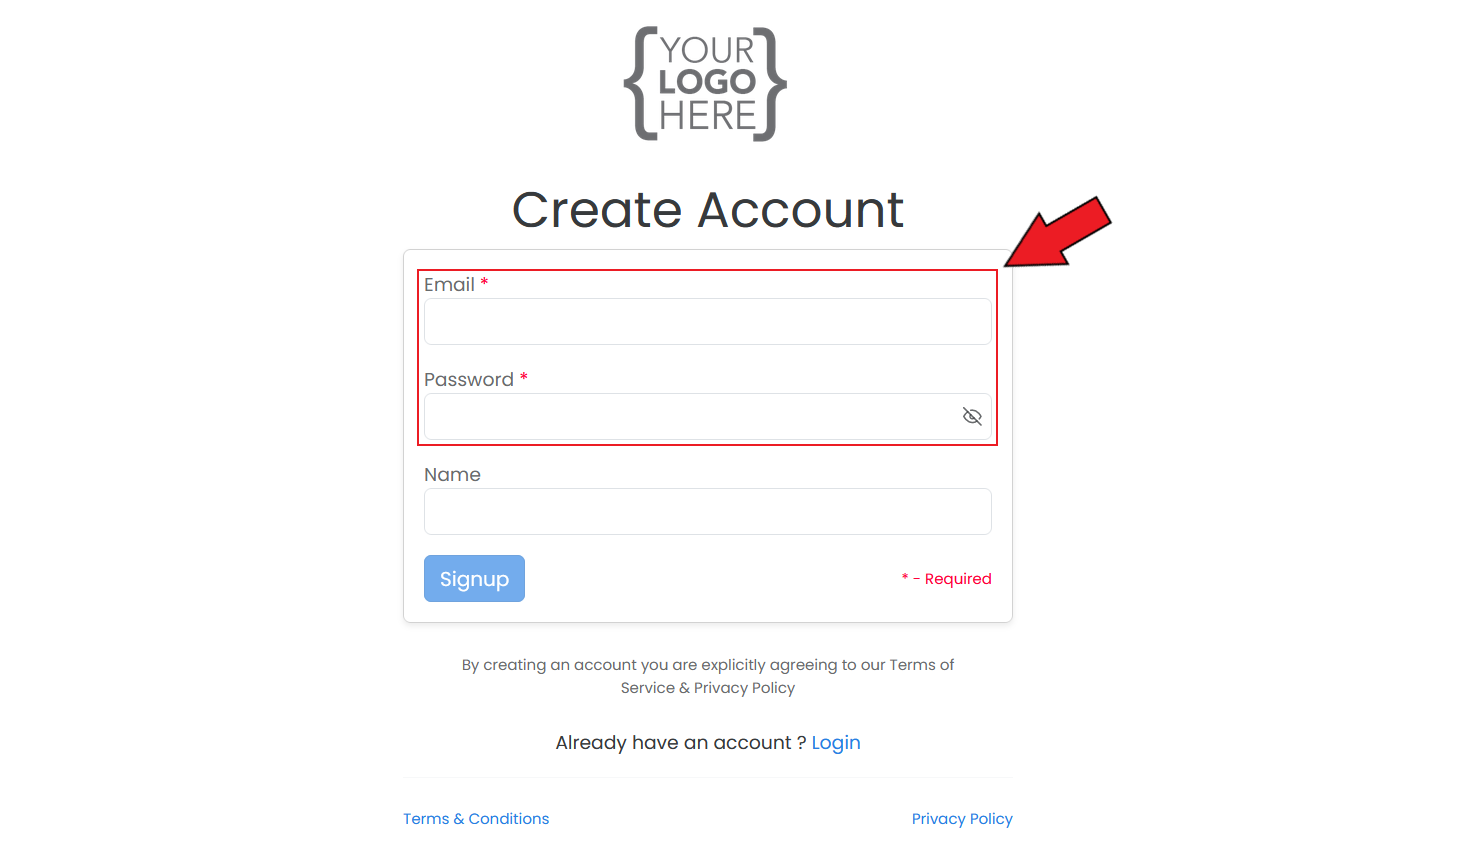 YOUR
LOGO
HERE
Create Account
Email *
Password *
Name
Signup
* - Required
By creating an account you are explicitly agreeing to our Terms of
Service & Privacy Policy
Already have an account ? Login
Terms & Conditions
Privacy Policy